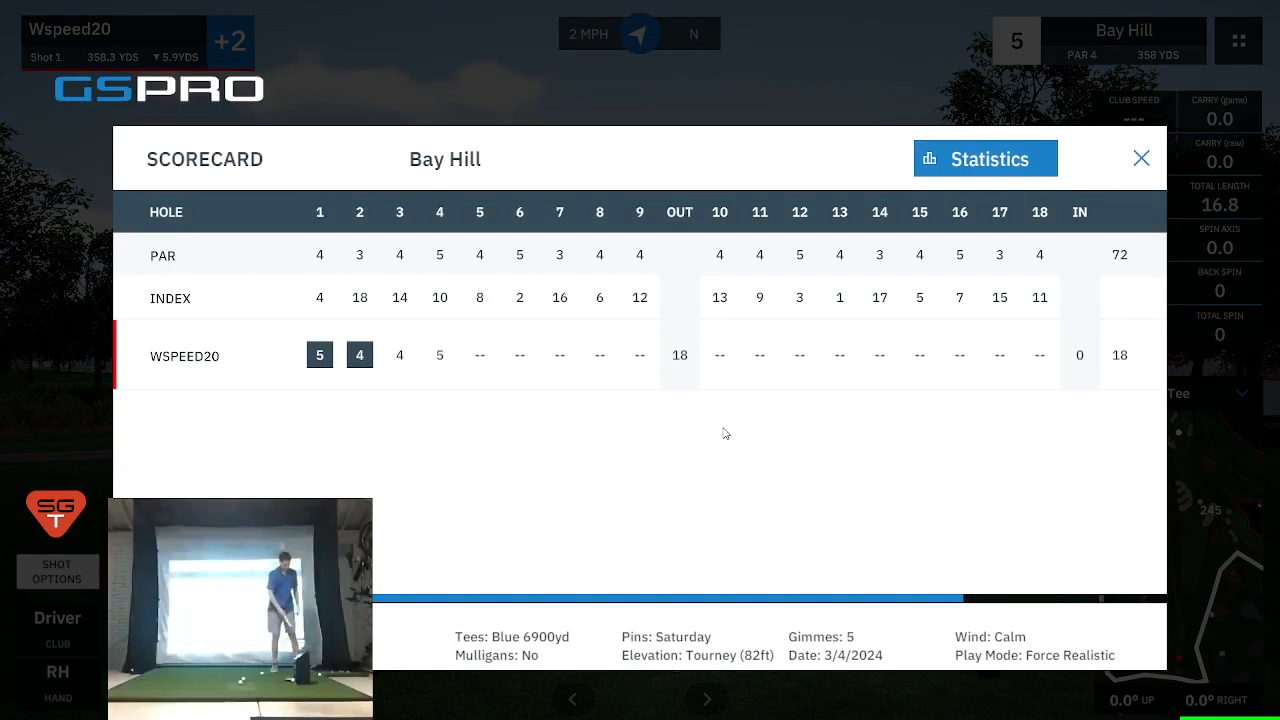 Wspeed20
+2
Shot 1 358.3 YDS ▼5.9YDS
2 MPH N
5
Bay Hill
PAR 4 358 YDS
GSPRO
CLUB SPEED
---
CARRY (game)
0.0
CARRY (raw)
0.0
TOTAL LENGTH
16.8
SPIN AXIS
0.0
BACK SPIN
0
TOTAL SPIN
0
SCORECARD Bay Hill Statistics
HOLE 1 2 3 4 5 6 7 8 9 OUT 10 11 12 13 14 15 16 17 18 IN
PAR 4 3 4 5 4 5 3 4 4 4 4 5 4 3 4 5 3 4 72
INDEX 4 18 14 10 8 2 16 6 12 13 9 3 1 17 5 7 15 11
WSPEED20 5 4 4 5 -- -- -- -- -- 18 -- -- -- -- -- -- -- -- -- 0 18
Tee
245
SGT
SHOT
OPTIONS
Driver
CLUB
RH
HAND
Tees: Blue 6900yd Pins: Saturday Gimmes: 5 Wind: Calm
Mulligans: No Elevation: Tourney (82ft) Date: 3/4/2024 Play Mode: Force Realistic
0.0° UP 0.0° RIGHT